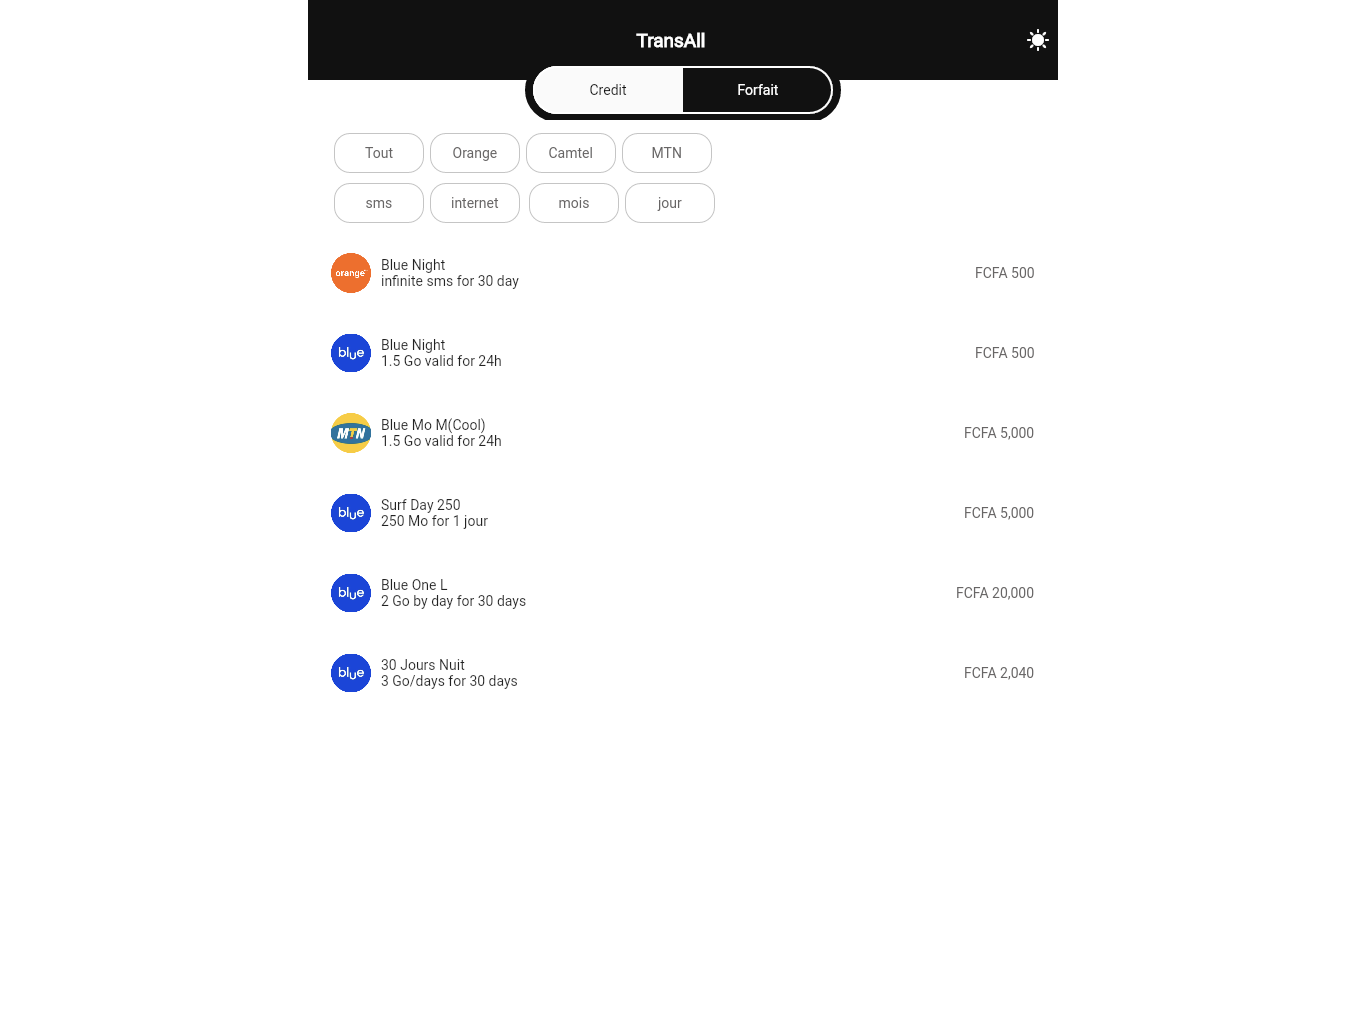 TransAll
Credit Forfait
Tout Orange Camtel MTN
sms internet mois jour
orange
Blue Night
infinite sms for 30 day
FCFA 500
blue
Blue Night
1.5 Go valid for 24h
FCFA 500
MTN
Blue Mo M(Cool)
1.5 Go valid for 24h
FCFA 5,000
blue
Surf Day 250
250 Mo for 1 jour
FCFA 5,000
blue
Blue One L
2 Go by day for 30 days
FCFA 20,000
blue
30 Jours Nuit
3 Go/days for 30 days
FCFA 2,040